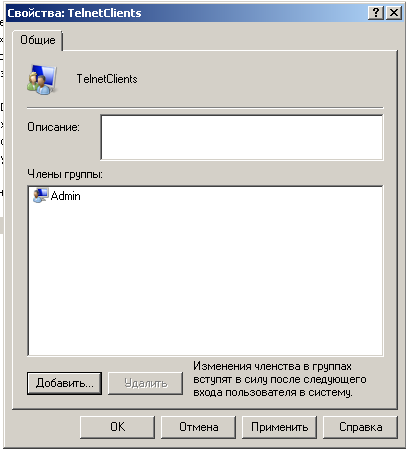 Свойства: TelnetClients
Общие
TelnetClients
Описание:
Члены группы:
Admin
Добавить...
Удалить
Изменения членства в группах
вступят в силу после следующего
входа пользователя в систему.
OK
Отмена
Применить
Справка